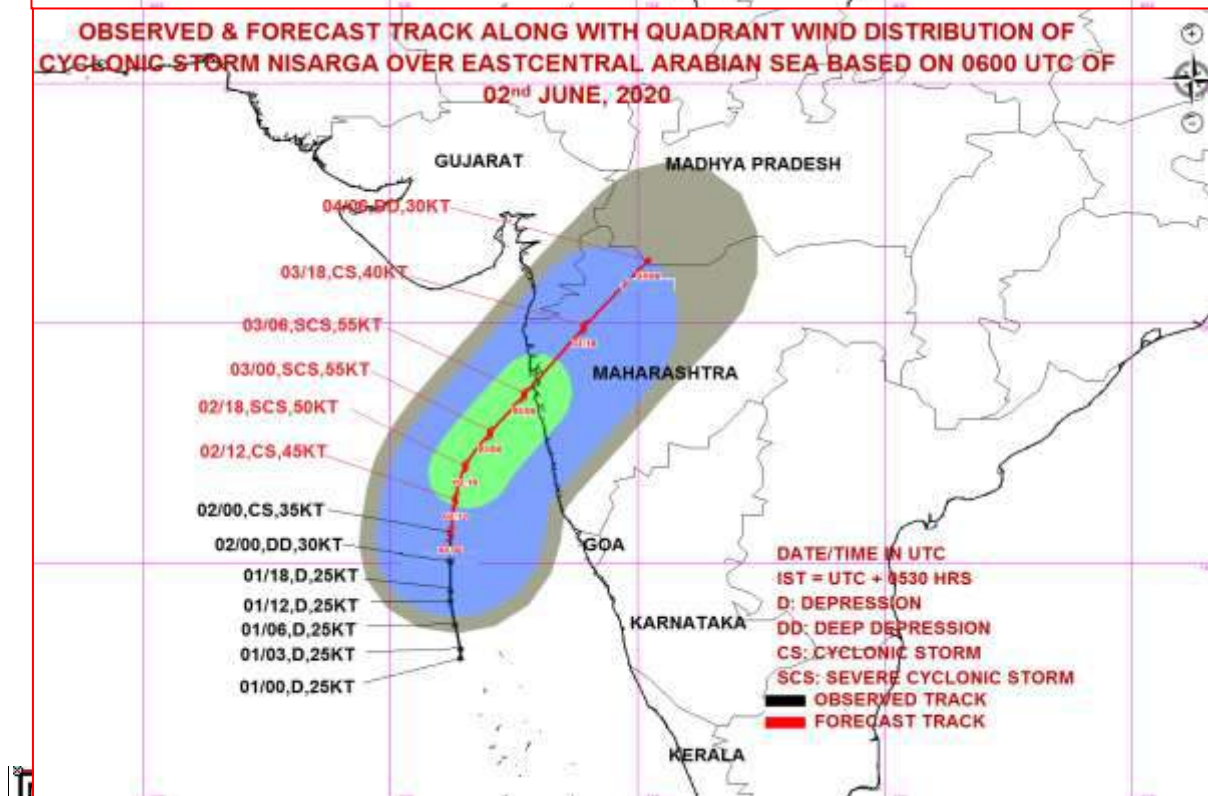 OBSERVED & FORECAST TRACK ALONG WITH QUADRANT WIND DISTRIBUTION OF
CYCLONIC STORM NISARGA OVER EASTCENTRAL ARABIAN SEA BASED ON 0600 UTC OF
02nd JUNE, 2020
GUJARAT
MADHYA PRADESH
04/06,DD,30KT
03/18,CS,40KT
03/06,SCS,55KT
03/00,SCS,55KT
MAHARASHTRA
02/18,SCS,50KT
02/12,CS,45KT
02/00,CS,35KT
02/00,DD,30KT
GOA
01/18,D,25KT
01/12,D,25KT
01/06,D,25KT
01/03,D,25KT
01/00,D,25KT
KARNATAKA
KERALA
DATE/TIME IN UTC
IST = UTC + 0530 HRS
D: DEPRESSION
DD: DEEP DEPRESSION
CS: CYCLONIC STORM
SCS: SEVERE CYCLONIC STORM
OBSERVED TRACK
FORECAST TRACK